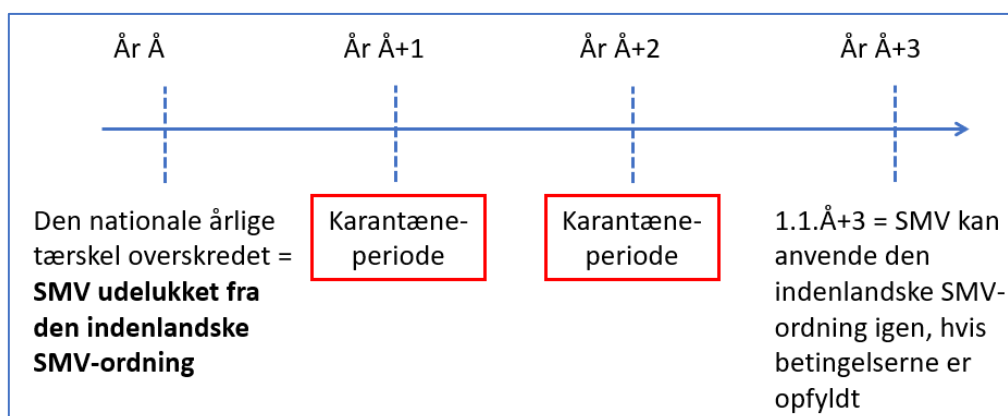 År Å
År Å+1
År Å+2
År Å+3
Den nationale årlige
tærskel overskredet =
SMV udelukket fra
den indenlandske
SMV-ordning
Karantæne-
periode
Karantæne-
periode
1.1.Å+3 = SMV kan
anvende den
indenlandske SMV-
ordning igen, hvis
betingelserne er
opfyldt